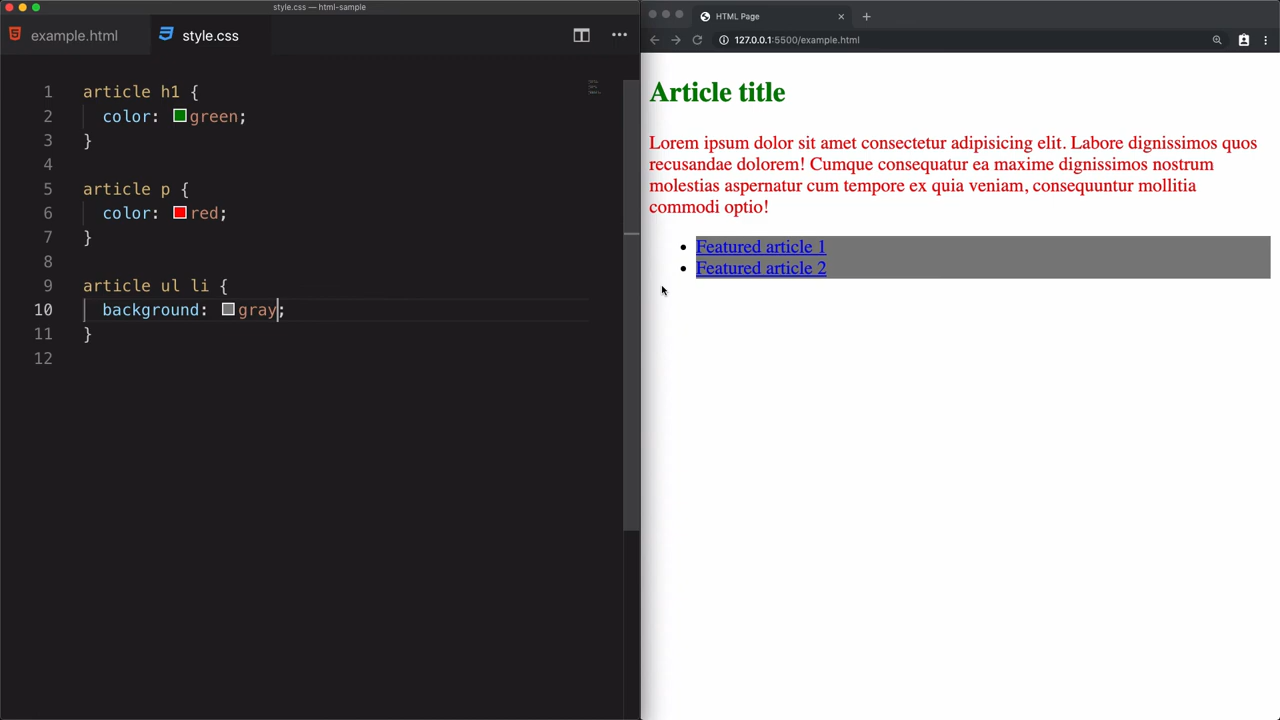 style.css — html-sample
example.html
style.css
1 article h1 {
2 color: green;
3 }
4
5 article p {
6 color: red;
7 }
8
9 article ul li {
10 background: gray;
11 }
12
HTML Page
127.0.0.1:5500/example.html
Article title
Lorem ipsum dolor sit amet consectetur adipisicing elit. Labore dignissimos quos
recusandae dolorem! Cumque consequatur ea maxime dignissimos nostrum
molestias aspernatur cum tempore ex quia veniam, consequuntur mollitia
commodi optio!
Featured article 1
Featured article 2